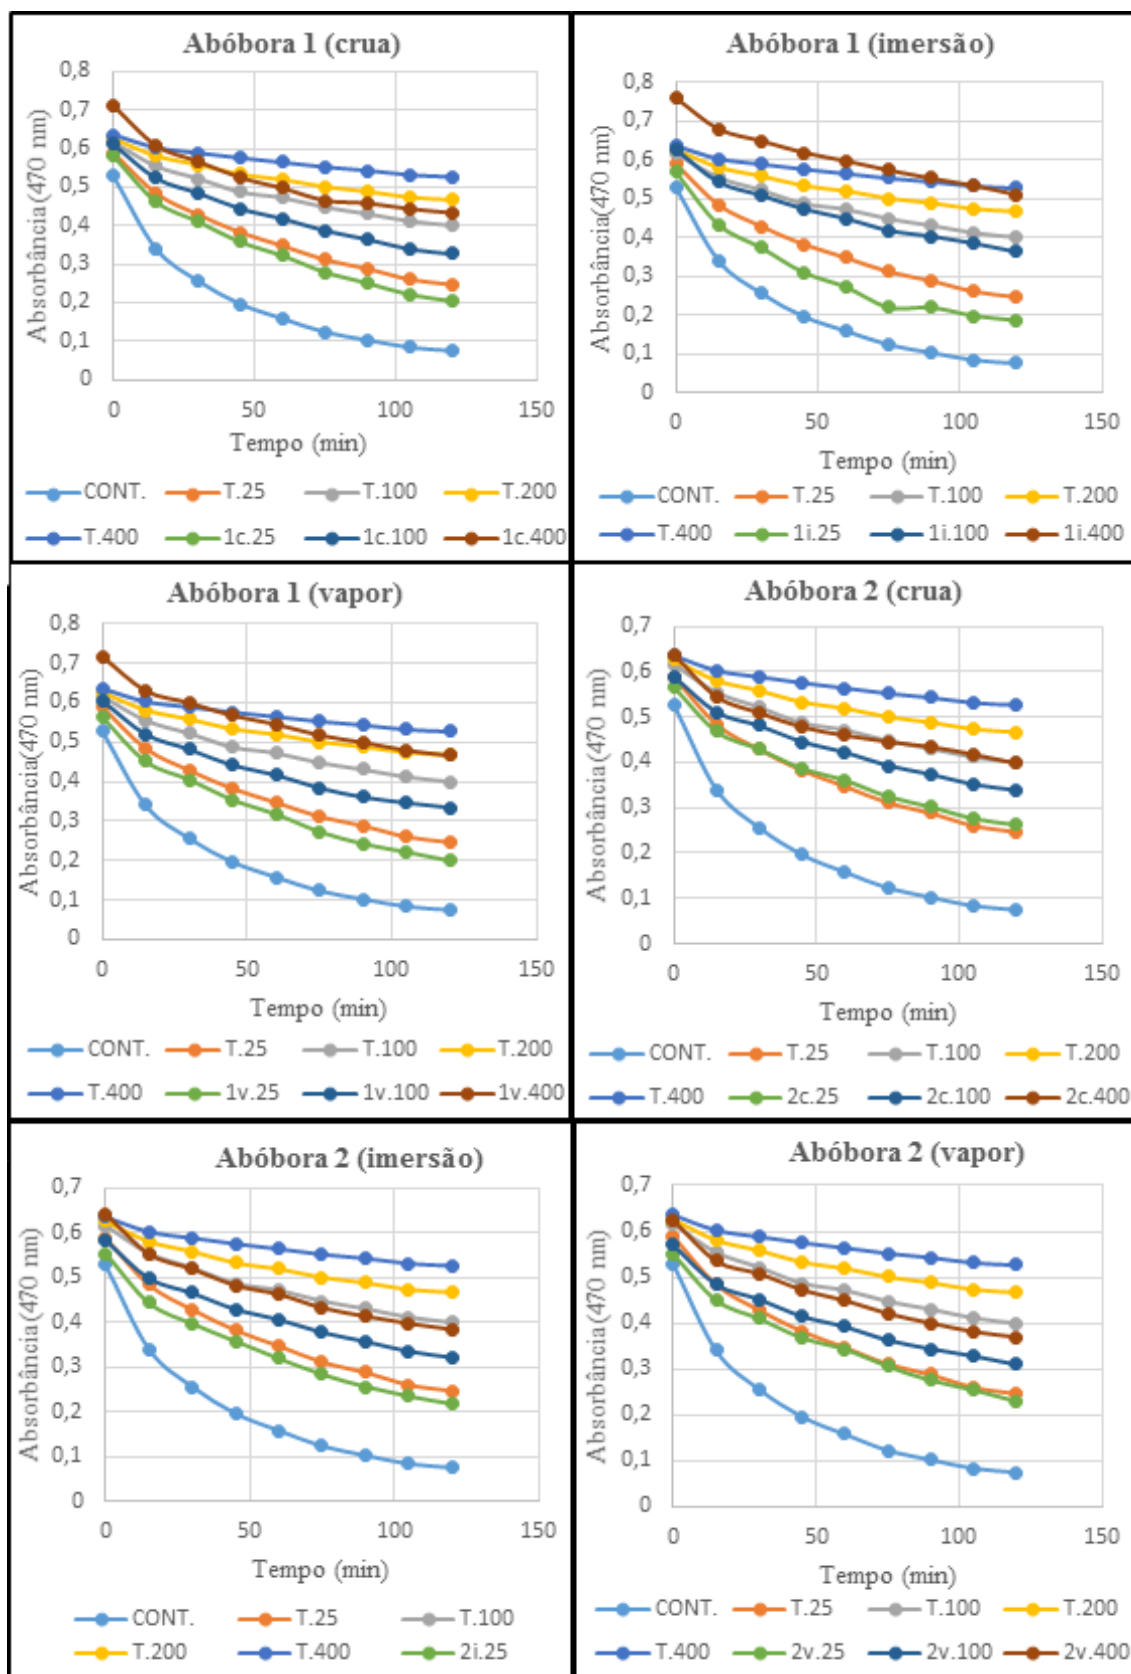 Abóbora 1 (crua)
0,8
0,7
0,6
0,5
0,4
0,3
0,2
0,1
0
Absorbância(470 nm)
0 50 100 150
Tempo (min)
CONT. T.25 T.100 T.200
T.400 1c.25 1c.100 1c.400
Abóbora 1 (imersão)
0,8
0,7
0,6
0,5
0,4
0,3
0,2
0,1
0
Absorbância(470 nm)
0 50 100 150
Tempo (min)
CONT. T.25 T.100 T.200
T.400 1i.25 1i.100 1i.400
Abóbora 1 (vapor)
0,8
0,7
0,6
0,5
0,4
0,3
0,2
0,1
0
Absorbância(470 nm)
0 50 100 150
Tempo (min)
CONT. T.25 T.100 T.200
T.400 1v.25 1v.100 1v.400
Abóbora 2 (crua)
0,7
0,6
0,5
0,4
0,3
0,2
0,1
0
Absorbância(470 nm)
0 50 100 150
Tempo (min)
CONT. T.25 T.100 T.200
T.400 2c.25 2c.100 2c.400
Abóbora 2 (imersão)
0,7
0,6
0,5
0,4
0,3
0,2
0,1
0
Absorbância(470 nm)
0 50 100 150
Tempo (min)
CONT. T.25 T.100
T.200 T.400 2i.25
Abóbora 2 (vapor)
0,7
0,6
0,5
0,4
0,3
0,2
0,1
0
Absorbância(470 nm)
0 50 100 150
Tempo (min)
CONT. T.25 T.100 T.200
T.400 2v.25 2v.100 2v.400